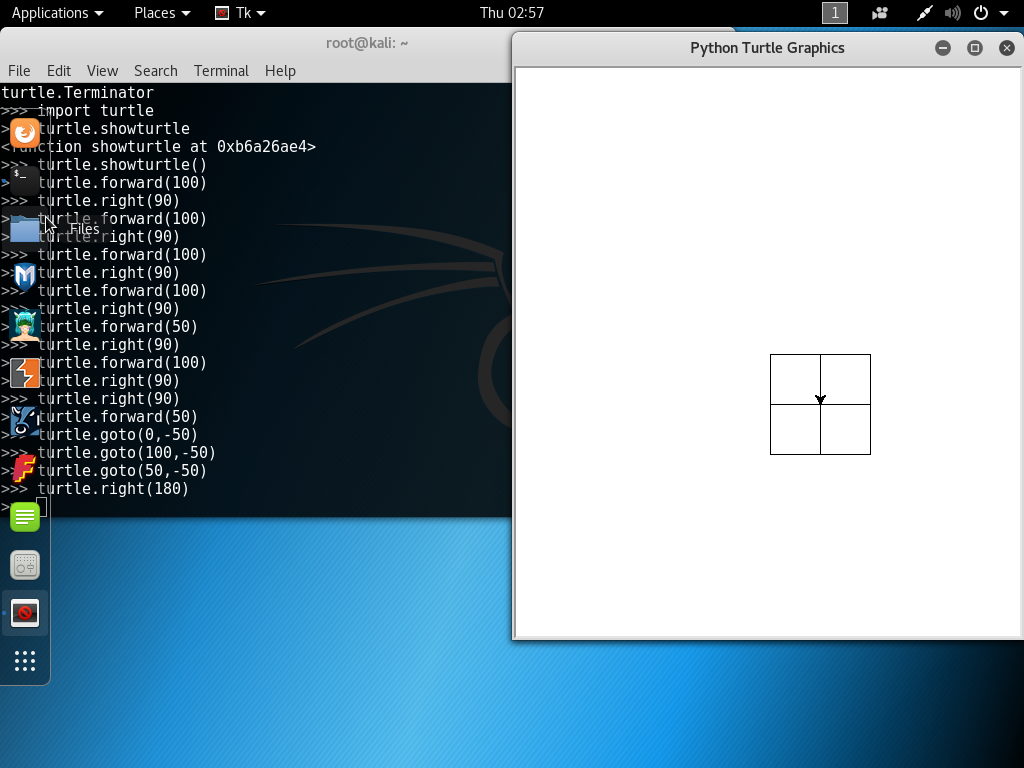 Applications Places Tk Thu 02:57 1
root@kali: ~
File Edit View Search Terminal Help
turtle.Terminator
>>> import turtle
turtle.showturtle
function showturtle at 0xb6a26ae4>
>>> turtle.showturtle()
turtle.forward(100)
>>> turtle.right(90)
turtle.forward(100)
turtle.right(90)
>>> turtle.forward(100)
turtle.right(90)
>>> turtle.forward(100)
turtle.right(90)
turtle.forward(50)
>>> turtle.right(90)
turtle.forward(100)
turtle.right(90)
>>> turtle.right(90)
turtle.forward(50)
turtle.goto(0,-50)
>>> turtle.goto(100,-50)
turtle.goto(50,-50)
>>> turtle.right(180)
Files
Python Turtle Graphics